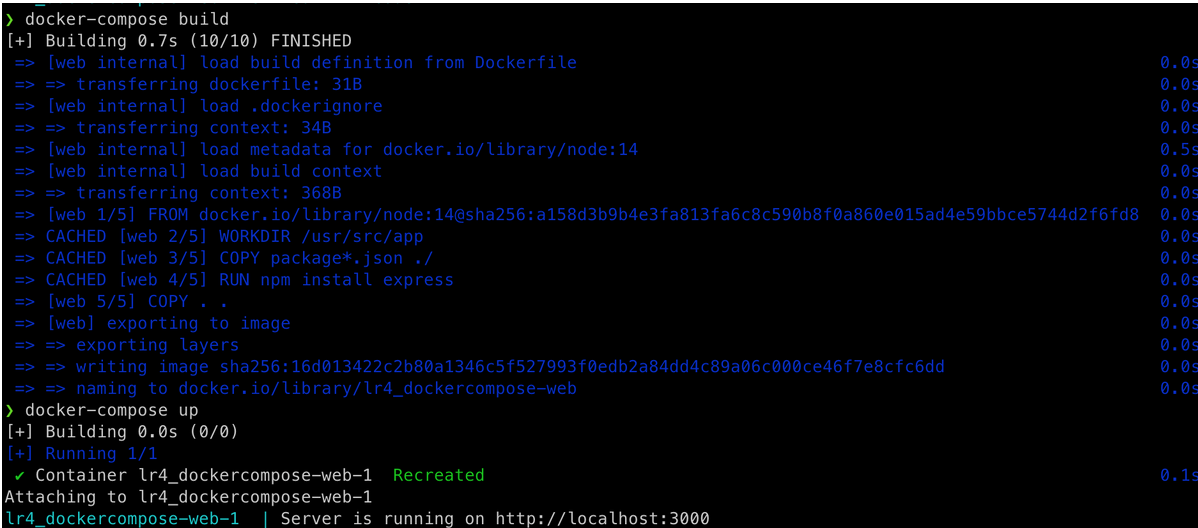 ❯ docker-compose build
[+] Building 0.7s (10/10) FINISHED
=> [web internal] load build definition from Dockerfile 0.0s
=> => transferring dockerfile: 31B 0.0s
=> [web internal] load .dockerignore 0.0s
=> => transferring context: 34B 0.0s
=> [web internal] load metadata for docker.io/library/node:14 0.5s
=> [web internal] load build context 0.0s
=> => transferring context: 368B 0.0s
=> [web 1/5] FROM docker.io/library/node:14@sha256:a158d3b9b4e3fa813fa6c8c590b8f0a860e015ad4e59bbce5744d2f6fd8 0.0s
=> CACHED [web 2/5] WORKDIR /usr/src/app 0.0s
=> CACHED [web 3/5] COPY package*.json ./ 0.0s
=> CACHED [web 4/5] RUN npm install express 0.0s
=> [web 5/5] COPY . . 0.0s
=> [web] exporting to image 0.0s
=> => exporting layers 0.0s
=> => writing image sha256:16d013422c2b80a1346c5f527993f0edb2a84dd4c89a06c000ce46f7e8cfc6dd 0.0s
=> => naming to docker.io/library/lr4_dockercompose-web 0.0s
❯ docker-compose up
[+] Building 0.0s (0/0)
[+] Running 1/1
✔ Container lr4_dockercompose-web-1 Recreated 0.1s
Attaching to lr4_dockercompose-web-1
lr4_dockercompose-web-1 | Server is running on http://localhost:3000